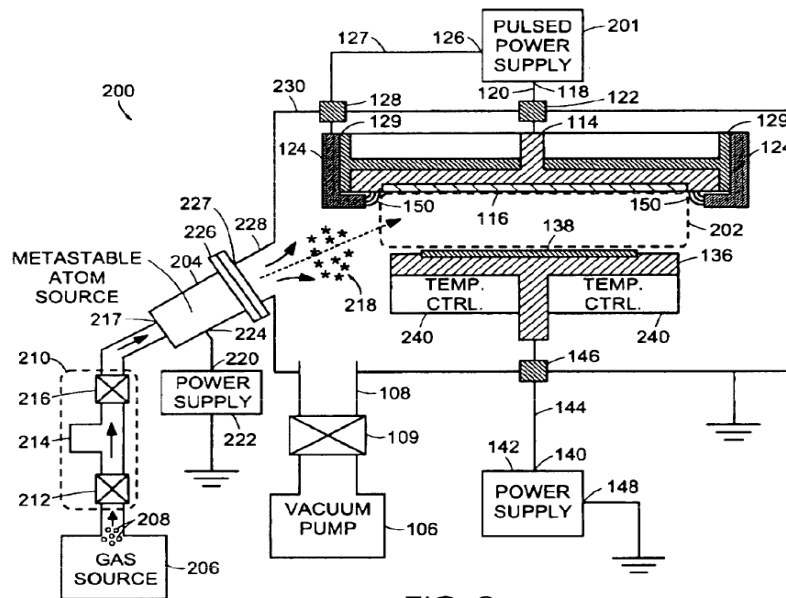 PULSED
POWER
SUPPLY
201
127
126
118
120
128
122
230
200
129
114
129
124
124
150
116
150
202
227
228
226
138
136
METASTABLE
ATOM
SOURCE
204
218
TEMP.
CTRL.
TEMP.
CTRL.
217
224
240
240
210
220
216
POWER
SUPPLY
222
108
146
144
214
109
142
140
212
POWER
SUPPLY
148
208
VACUUM
PUMP
106
GAS
SOURCE
206